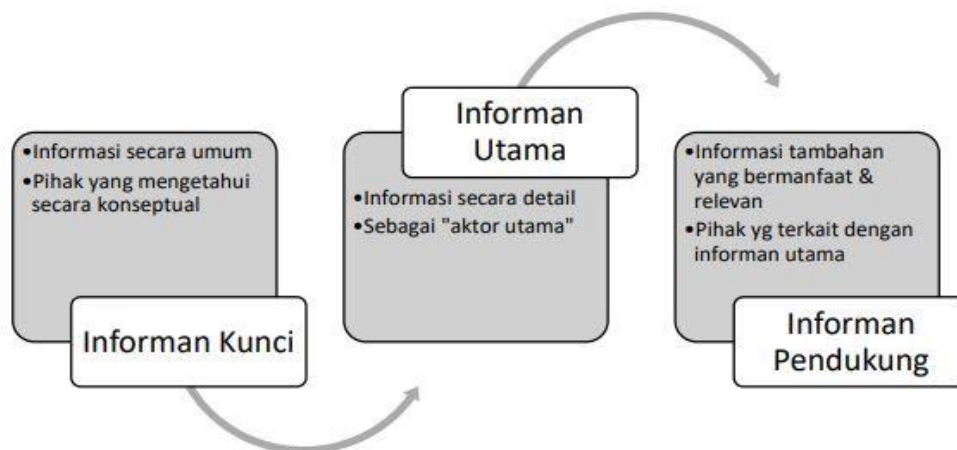 •Informasi secara umum
•Pihak yang mengetahui
secara konseptual
Informan Kunci
Informan
Utama
•Informasi secara detail
•Sebagai "aktor utama"
•Informasi tambahan
yang bermanfaat &
relevan
•Pihak yg terkait dengan
informan utama
Informan
Pendukung